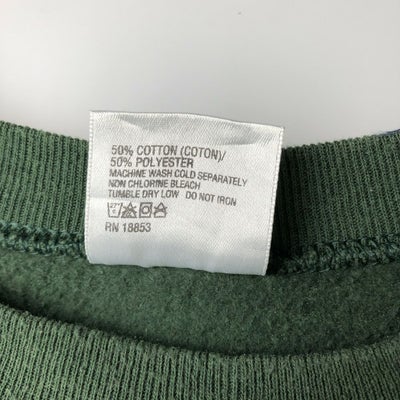 50% COTTON (COTON)/
50% POLYESTER
MACHINE WASH COLD SEPARATELY
NON CHLORINE BLEACH
TUMBLE DRY LOW DO NOT IRON
RN 18853